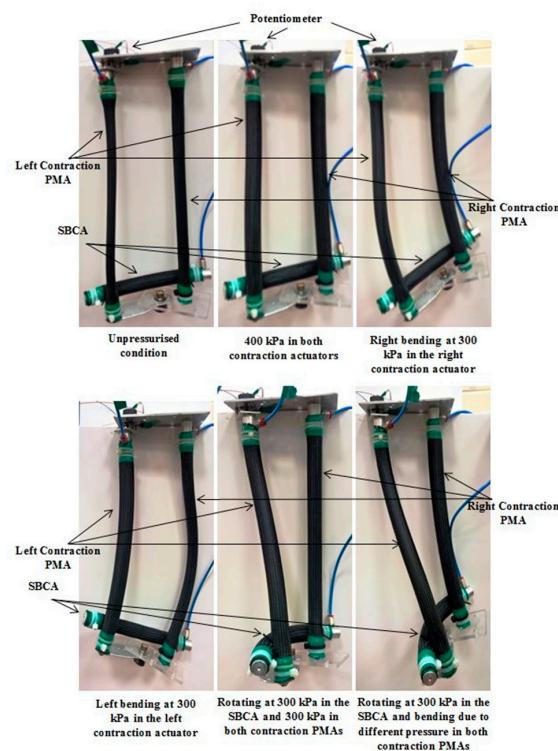 Potentiometer
Left Contraction
PMA
Right Contraction
PMA
SBCA
Unpressurised
condition
400 kPa in both
contraction actuators
Right bending at 300
kPa in the right
contraction actuator
Right Contraction
PMA
Left Contraction
PMA
SBCA
Left bending at 300
kPa in the left
contraction actuator
Rotating at 300 kPa in the
SBCA and 300 kPa in
both contraction PMAs
Rotating at 300 kPa in the
SBCA and bending due to
different pressure in both
contraction PMAs